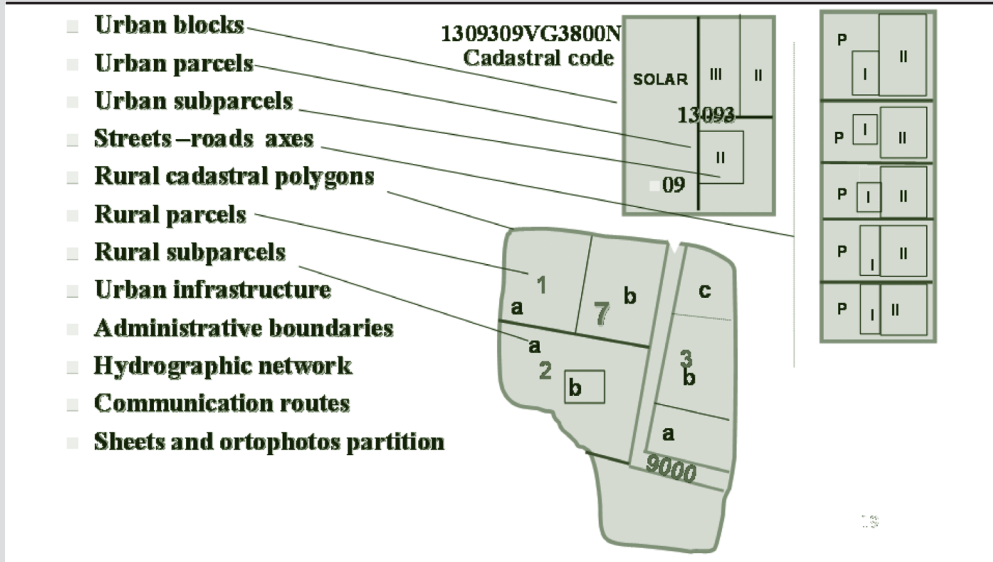 Urban blocks
Urban parcels
Urban subparcels
Streets –roads axes
Rural cadastral polygons
Rural parcels
Rural subparcels
Urban infrastructure
Administrative boundaries
Hydrographic network
Communication routes
Sheets and ortophotos partition
1309309VG3800N
Cadastral code
SOLAR
III
II
13093
II
09
P
I
II
P
I
II
P
I
II
P
I
II
P
I
II
1
a
7
b
a
2
b
c
3
b
a
9000